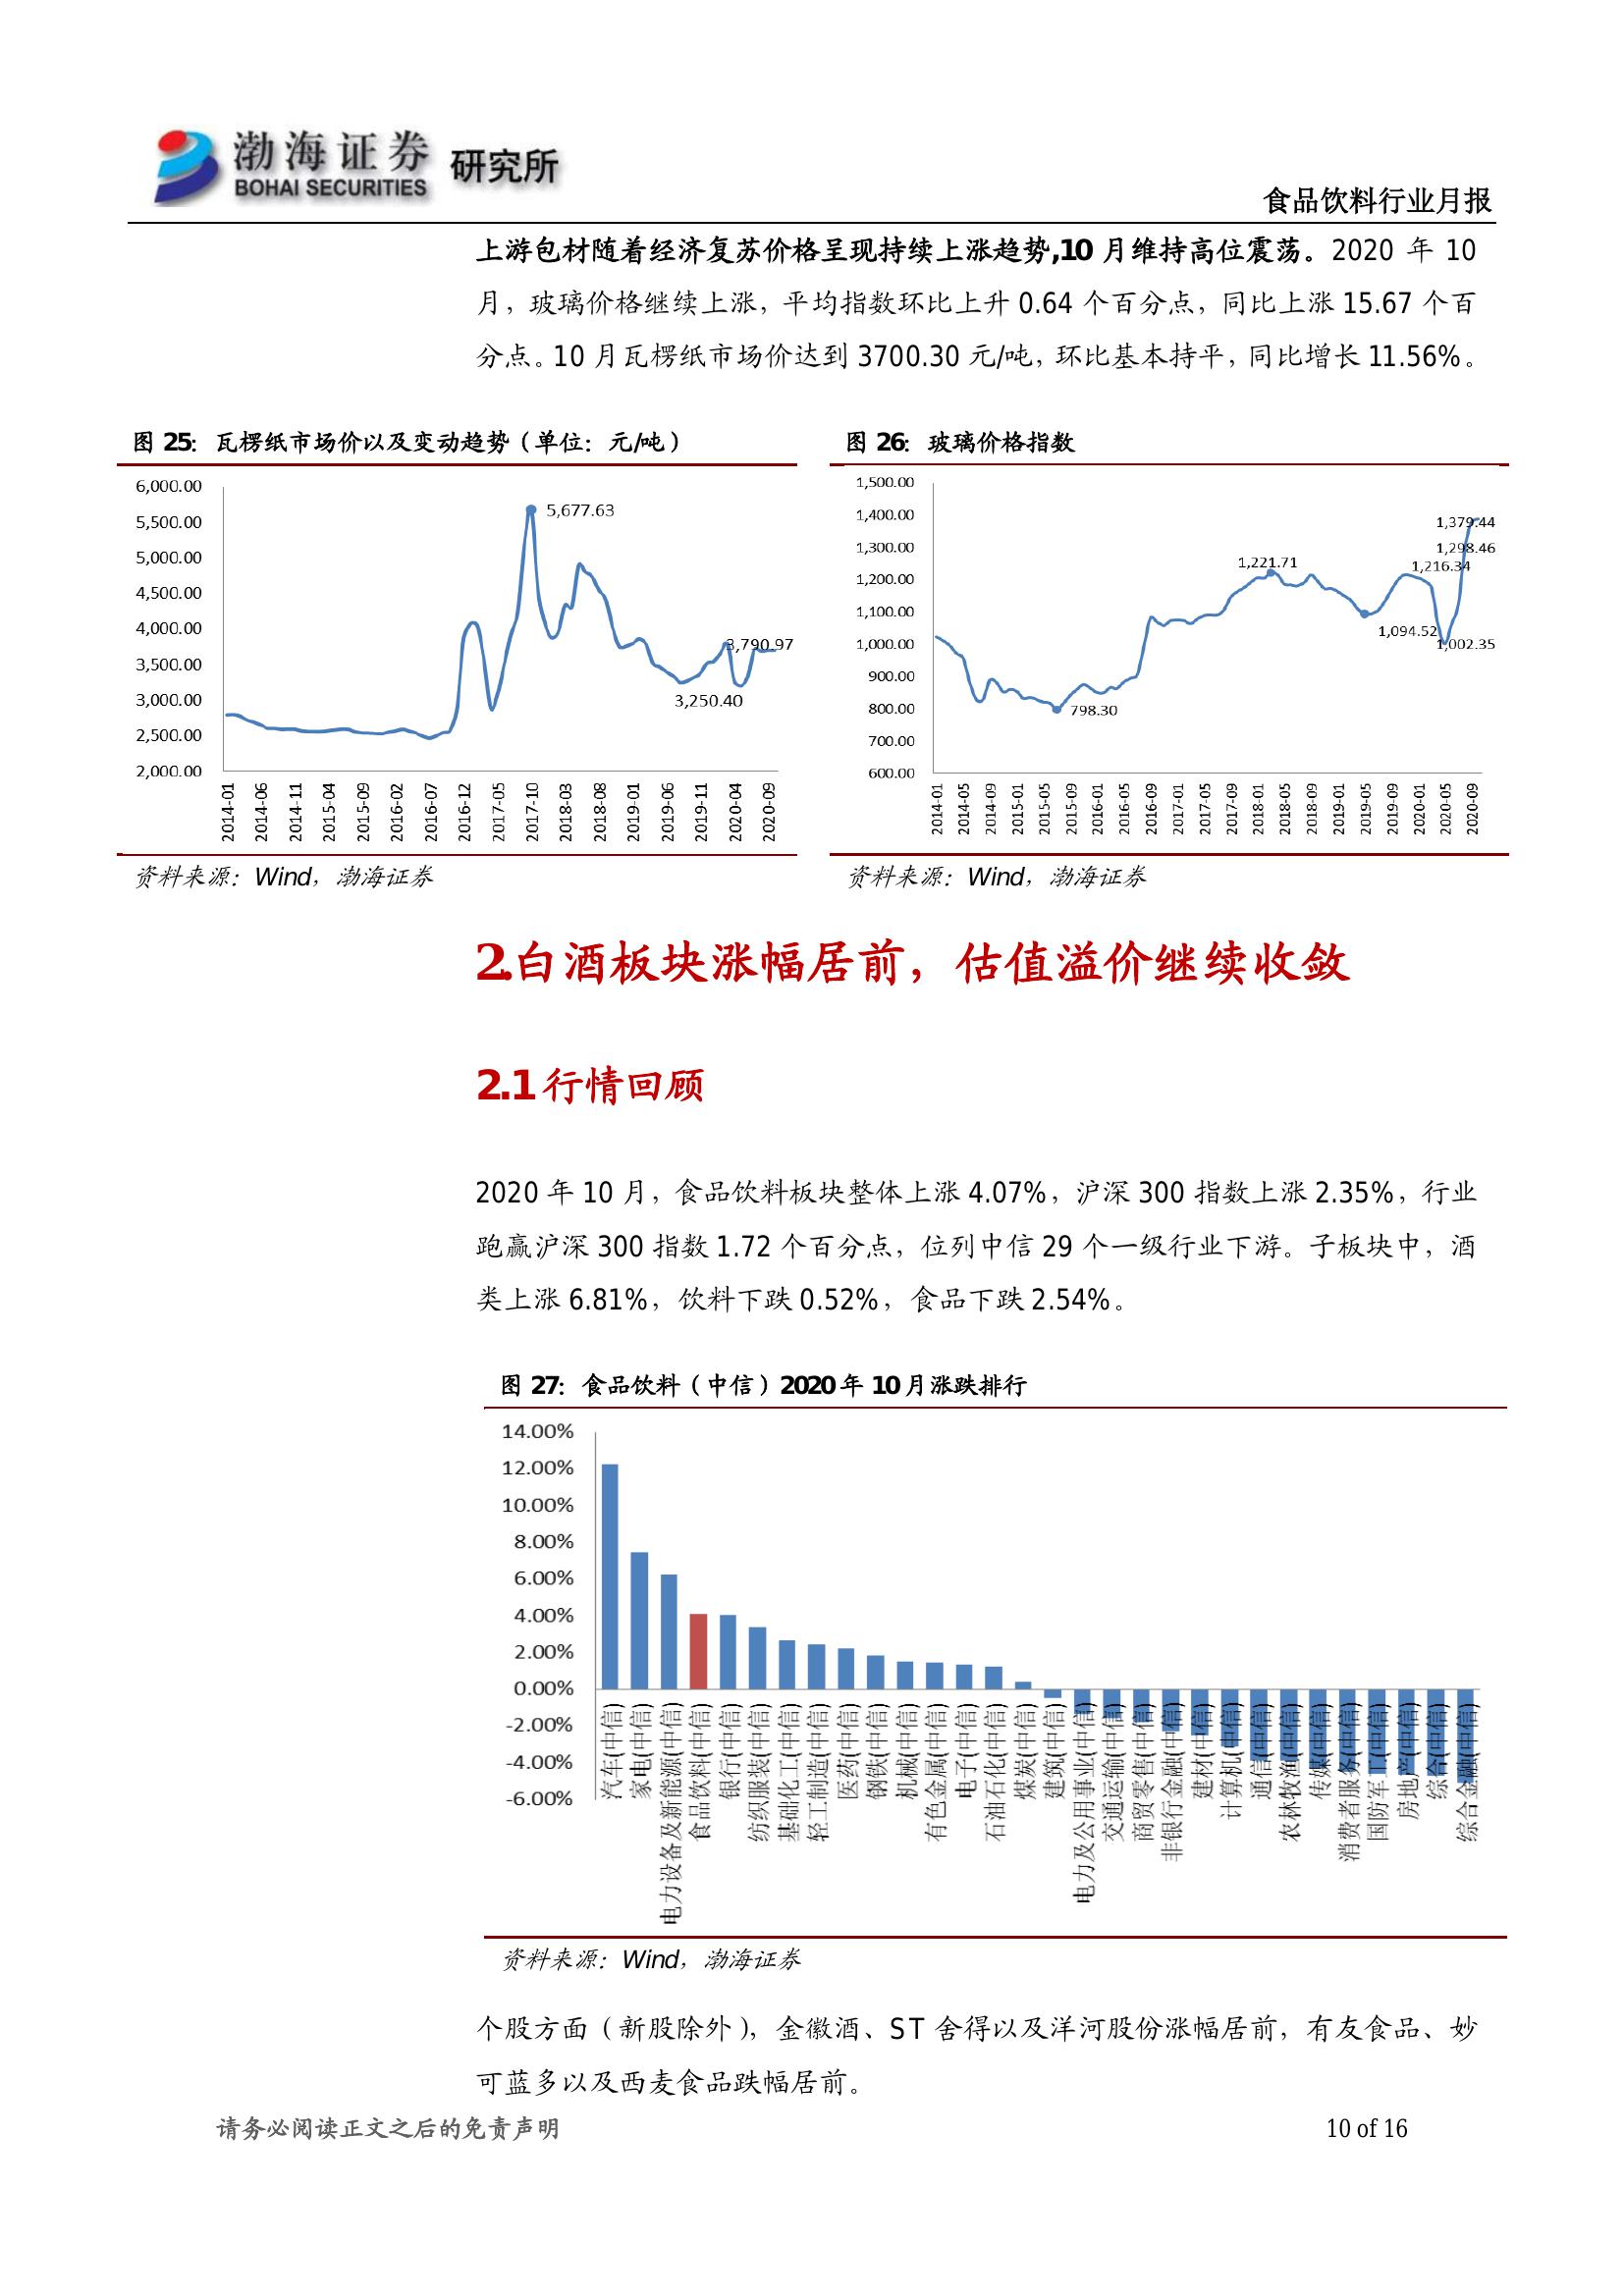 渤海证券
BOHAI SECURITIES
研究所
食品饮料行业月报
上游包材随着经济复苏价格呈现持续上涨趋势,10 月维持高位震荡。2020 年 10
月，玻璃价格继续上涨，平均指数环比上升 0.64 个百分点，同比上涨 15.67 个百
分点。10 月瓦楞纸市场价达到 3700.30 元/吨，环比基本持平，同比增长 11.56%。
图 25：瓦楞纸市场价以及变动趋势（单位：元/吨）
6,000.00
5,500.00
5,000.00
4,500.00
4,000.00
3,500.00
3,000.00
2,500.00
2,000.00
5,677.63
3,790.97
3,250.40
2014-01
2014-06
2014-11
2015-04
2015-09
2016-02
2016-07
2016-12
2017-05
2017-10
2018-03
2018-08
2019-01
2019-06
2019-11
2020-04
2020-09
资料来源：Wind，渤海证券
图 26：玻璃价格指数
1,500.00
1,400.00
1,300.00
1,200.00
1,100.00
1,000.00
900.00
800.00
700.00
600.00
1,379.44
1,298.46
1,221.71
1,216.34
1,094.52
1,002.35
798.30
2014-01
2014-05
2014-09
2015-01
2015-05
2015-09
2016-01
2016-05
2016-09
2017-01
2017-05
2017-09
2018-01
2018-05
2018-09
2019-01
2019-05
2019-09
2020-01
2020-05
2020-09
资料来源：Wind，渤海证券
2.白酒板块涨幅居前，估值溢价继续收敛
2.1 行情回顾
2020 年 10 月，食品饮料板块整体上涨 4.07%，沪深 300 指数上涨 2.35%，行业
跑赢沪深 300 指数 1.72 个百分点，位列中信 29 个一级行业下游。子板块中，酒
类上涨 6.81%，饮料下跌 0.52%，食品下跌 2.54%。
图 27：食品饮料（中信）2020 年 10 月涨跌排行
14.00%
12.00%
10.00%
8.00%
6.00%
4.00%
2.00%
0.00%
-2.00%
-4.00%
-6.00%
汽车(中信)
家电(中信)
电力设备及新能源(中信)
食品饮料(中信)
银行(中信)
纺织服装(中信)
基础化工(中信)
轻工制造(中信)
医药(中信)
钢铁(中信)
机械(中信)
有色金属(中信)
电子(中信)
石油石化(中信)
煤炭(中信)
建筑(中信)
电力及公用事业(中信)
交通运输(中信)
商贸零售(中信)
非银行金融(中信)
建材(中信)
计算机(中信)
通信(中信)
农林牧渔(中信)
传媒(中信)
消费者服务(中信)
国防军工(中信)
房地产(中信)
综合(中信)
综合金融(中信)
资料来源：Wind，渤海证券
个股方面（新股除外），金徽酒、ST 舍得以及洋河股份涨幅居前，有友食品、妙
可蓝多以及西麦食品跌幅居前。
请务必阅读正文之后的免责声明
10 of 16